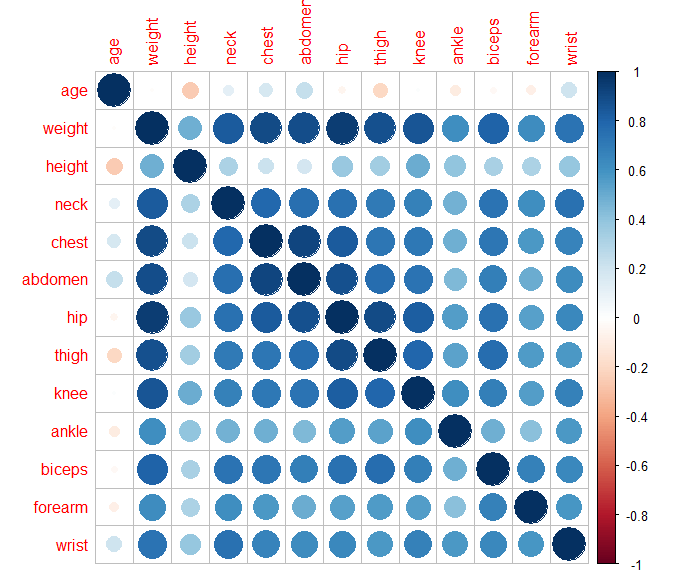 age weight height neck chest abdomen hip thigh knee ankle biceps forearm wrist
age
weight
height
neck
chest
abdomen
hip
thigh
knee
ankle
biceps
forearm
wrist
1
0.8
0.6
0.4
0.2
0
-0.2
-0.4
-0.6
-0.8
-1